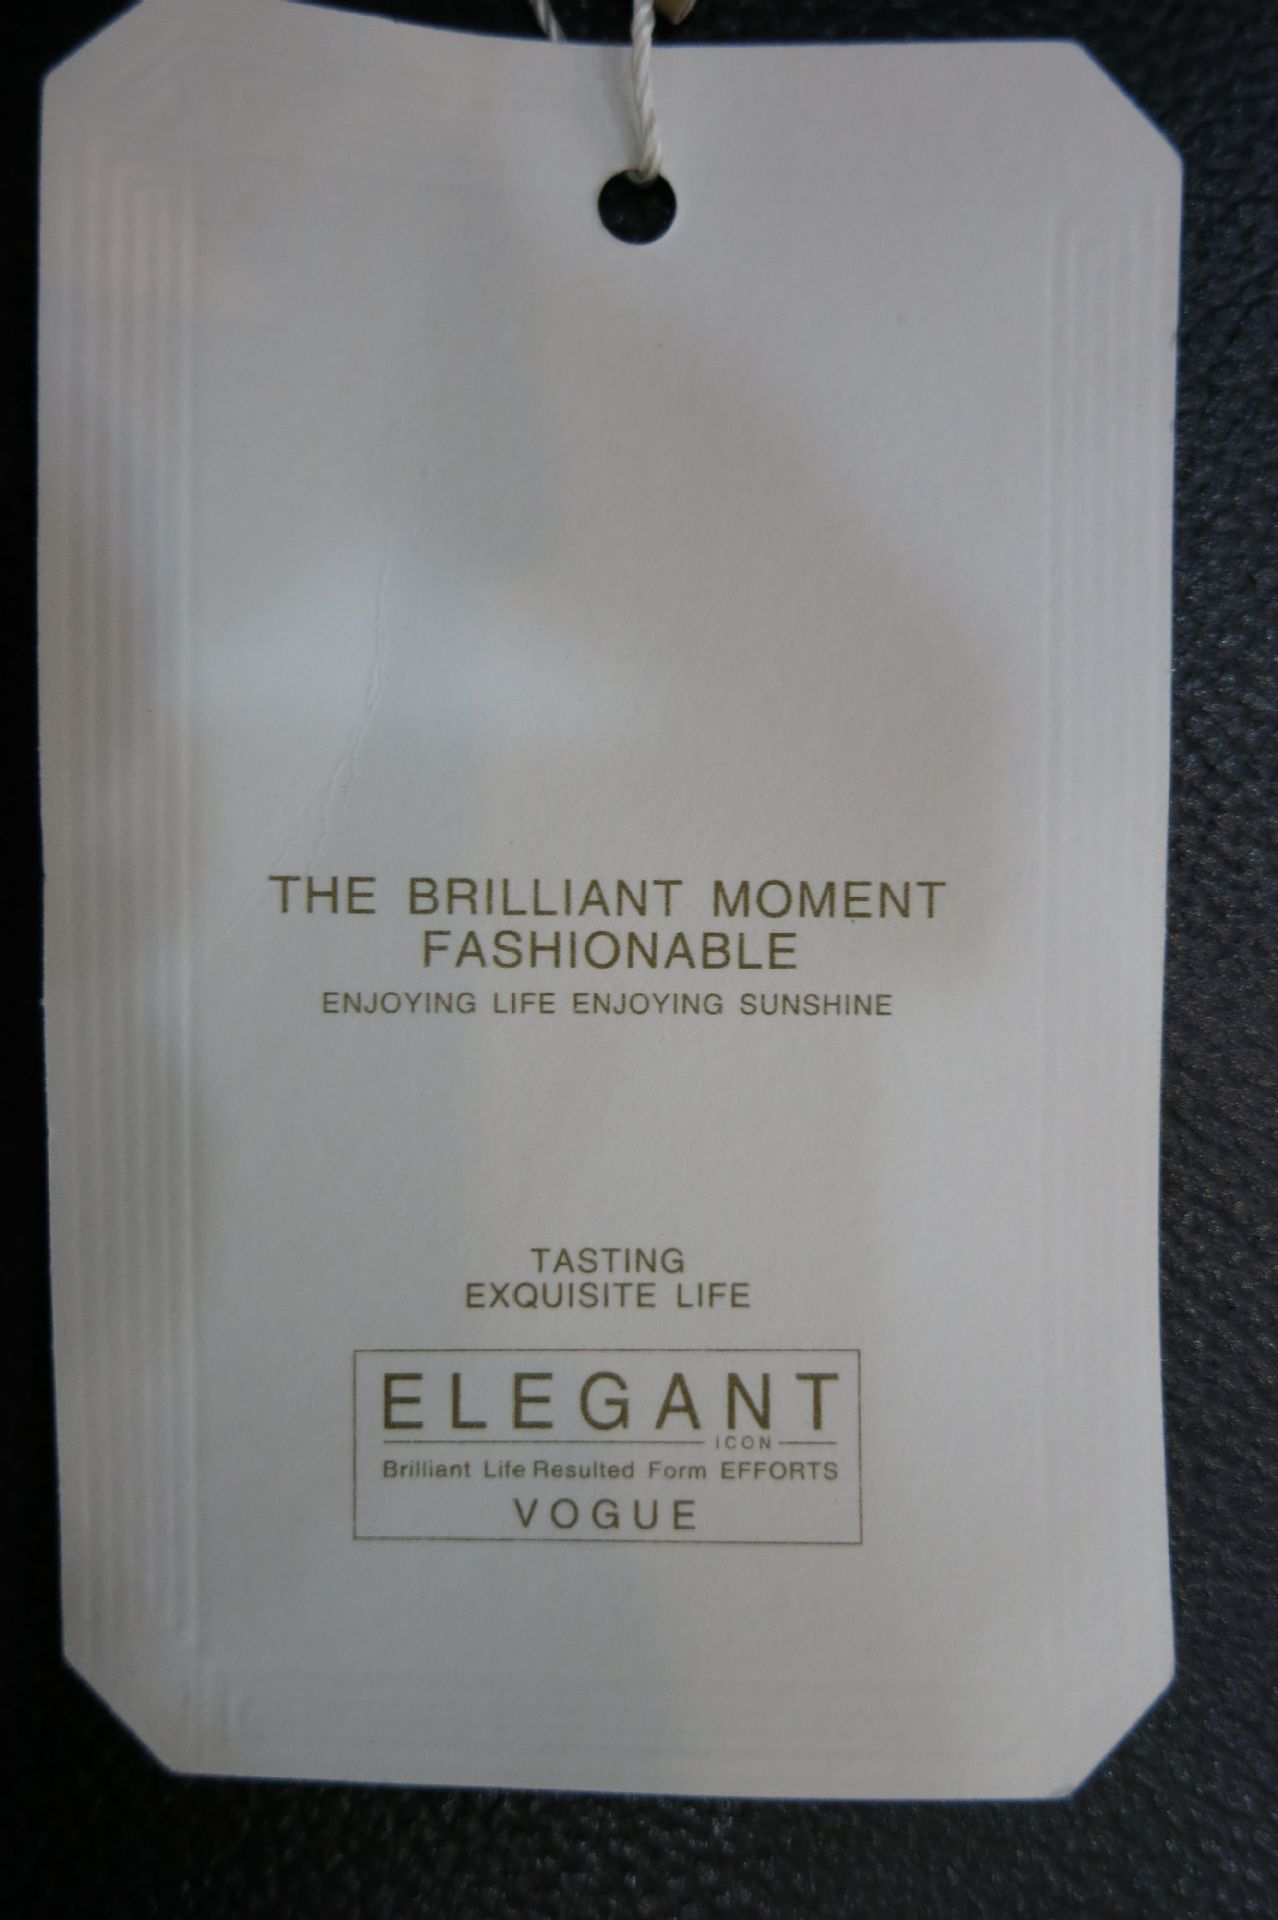 THE BRILLIANT MOMENT
FASHIONABLE
ENJOYING LIFE ENJOYING SUNSHINE
TASTING
EXQUISITE LIFE
ELEGANT
ICON
Brilliant Life Resulted Form EFFORTS
VOGUE